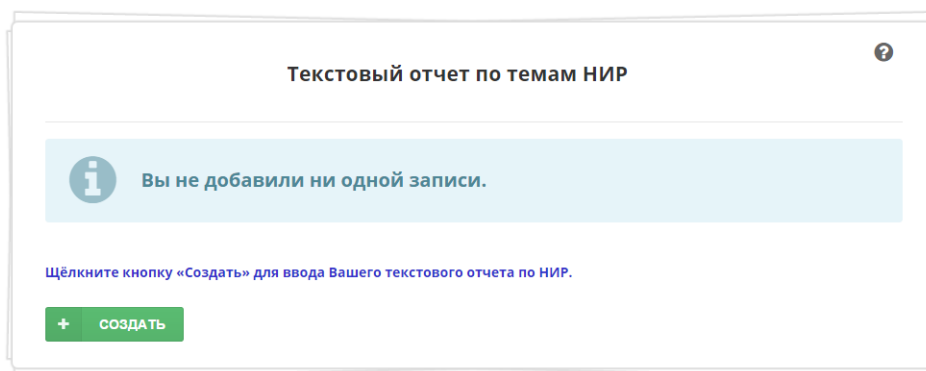 Текстовый отчет по темам НИР
Вы не добавили ни одной записи.
Щёлкните кнопку «Создать» для ввода Вашего текстового отчета по НИР.
СОЗДАТЬ